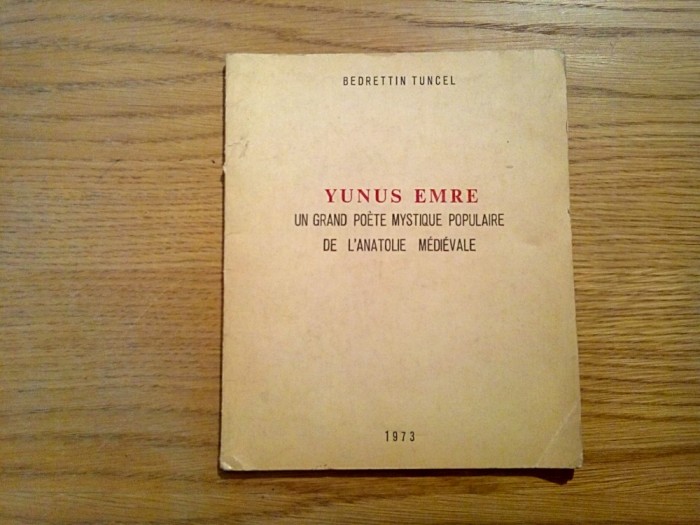 BEDRETTIN TUNCEL
YUNUS EMRE
UN GRAND POÈTE MYSTIQUE POPULAIRE
DE L'ANATOLIE MÉDIÉVALE
1973